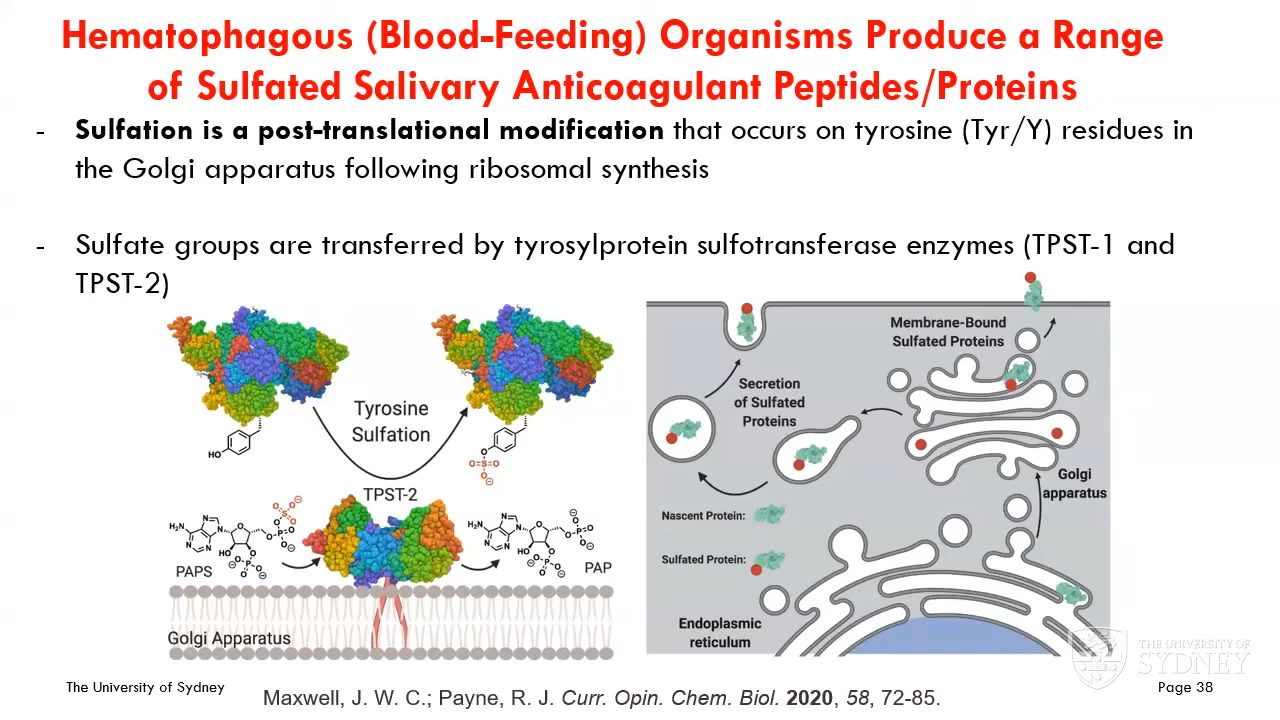 Hematophagous (Blood-Feeding) Organisms Produce a Range
of Sulfated Salivary Anticoagulant Peptides/Proteins
- Sulfation is a post-translational modification that occurs on tyrosine (Tyr/Y) residues in
the Golgi apparatus following ribosomal synthesis
- Sulfate groups are transferred by tyrosylprotein sulfotransferase enzymes (TPST-1 and
TPST-2)
Tyrosine
Sulfation
HO
O
O=S=O
O⊖
TPST-2
PAPS
PAP
Golgi Apparatus
Membrane-Bound
Sulfated Proteins
Secretion
of Sulfated
Proteins
Golgi
apparatus
Nascent Protein:
Sulfated Protein:
Endoplasmic
reticulum
THE UNIVERSITY OF
SYDNEY
The University of Sydney
Maxwell, J. W. C.; Payne, R. J. Curr. Opin. Chem. Biol. 2020, 58, 72-85.
Page 38